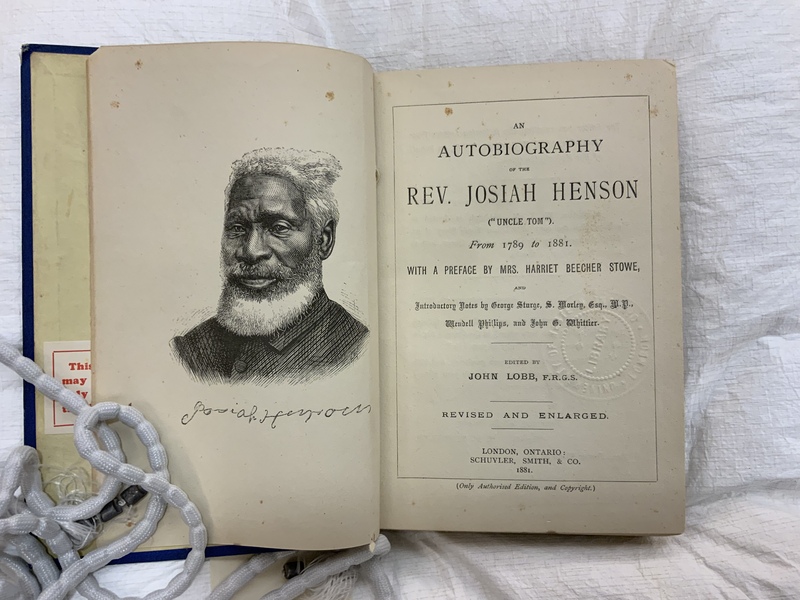 This
may
Josiah Henson
AN
AUTOBIOGRAPHY
OF THE
REV. JOSIAH HENSON
("UNCLE TOM").
From 1789 to 1881.
WITH A PREFACE BY MRS. HARRIET BEECHER STOWE,
AND
Introductory Notes by George Sturge, S. Morley, Esq., M.P.,
Wendell Phillips, and John G. Whittier.
LIBRARY
EDITED BY
JOHN LOBB, F.R.G.S.
REVISED AND ENLARGED.
LONDON, ONTARIO:
SCHUYLER, SMITH, & CO.
1881.
(Only Authorised Edition, and Copyright.)